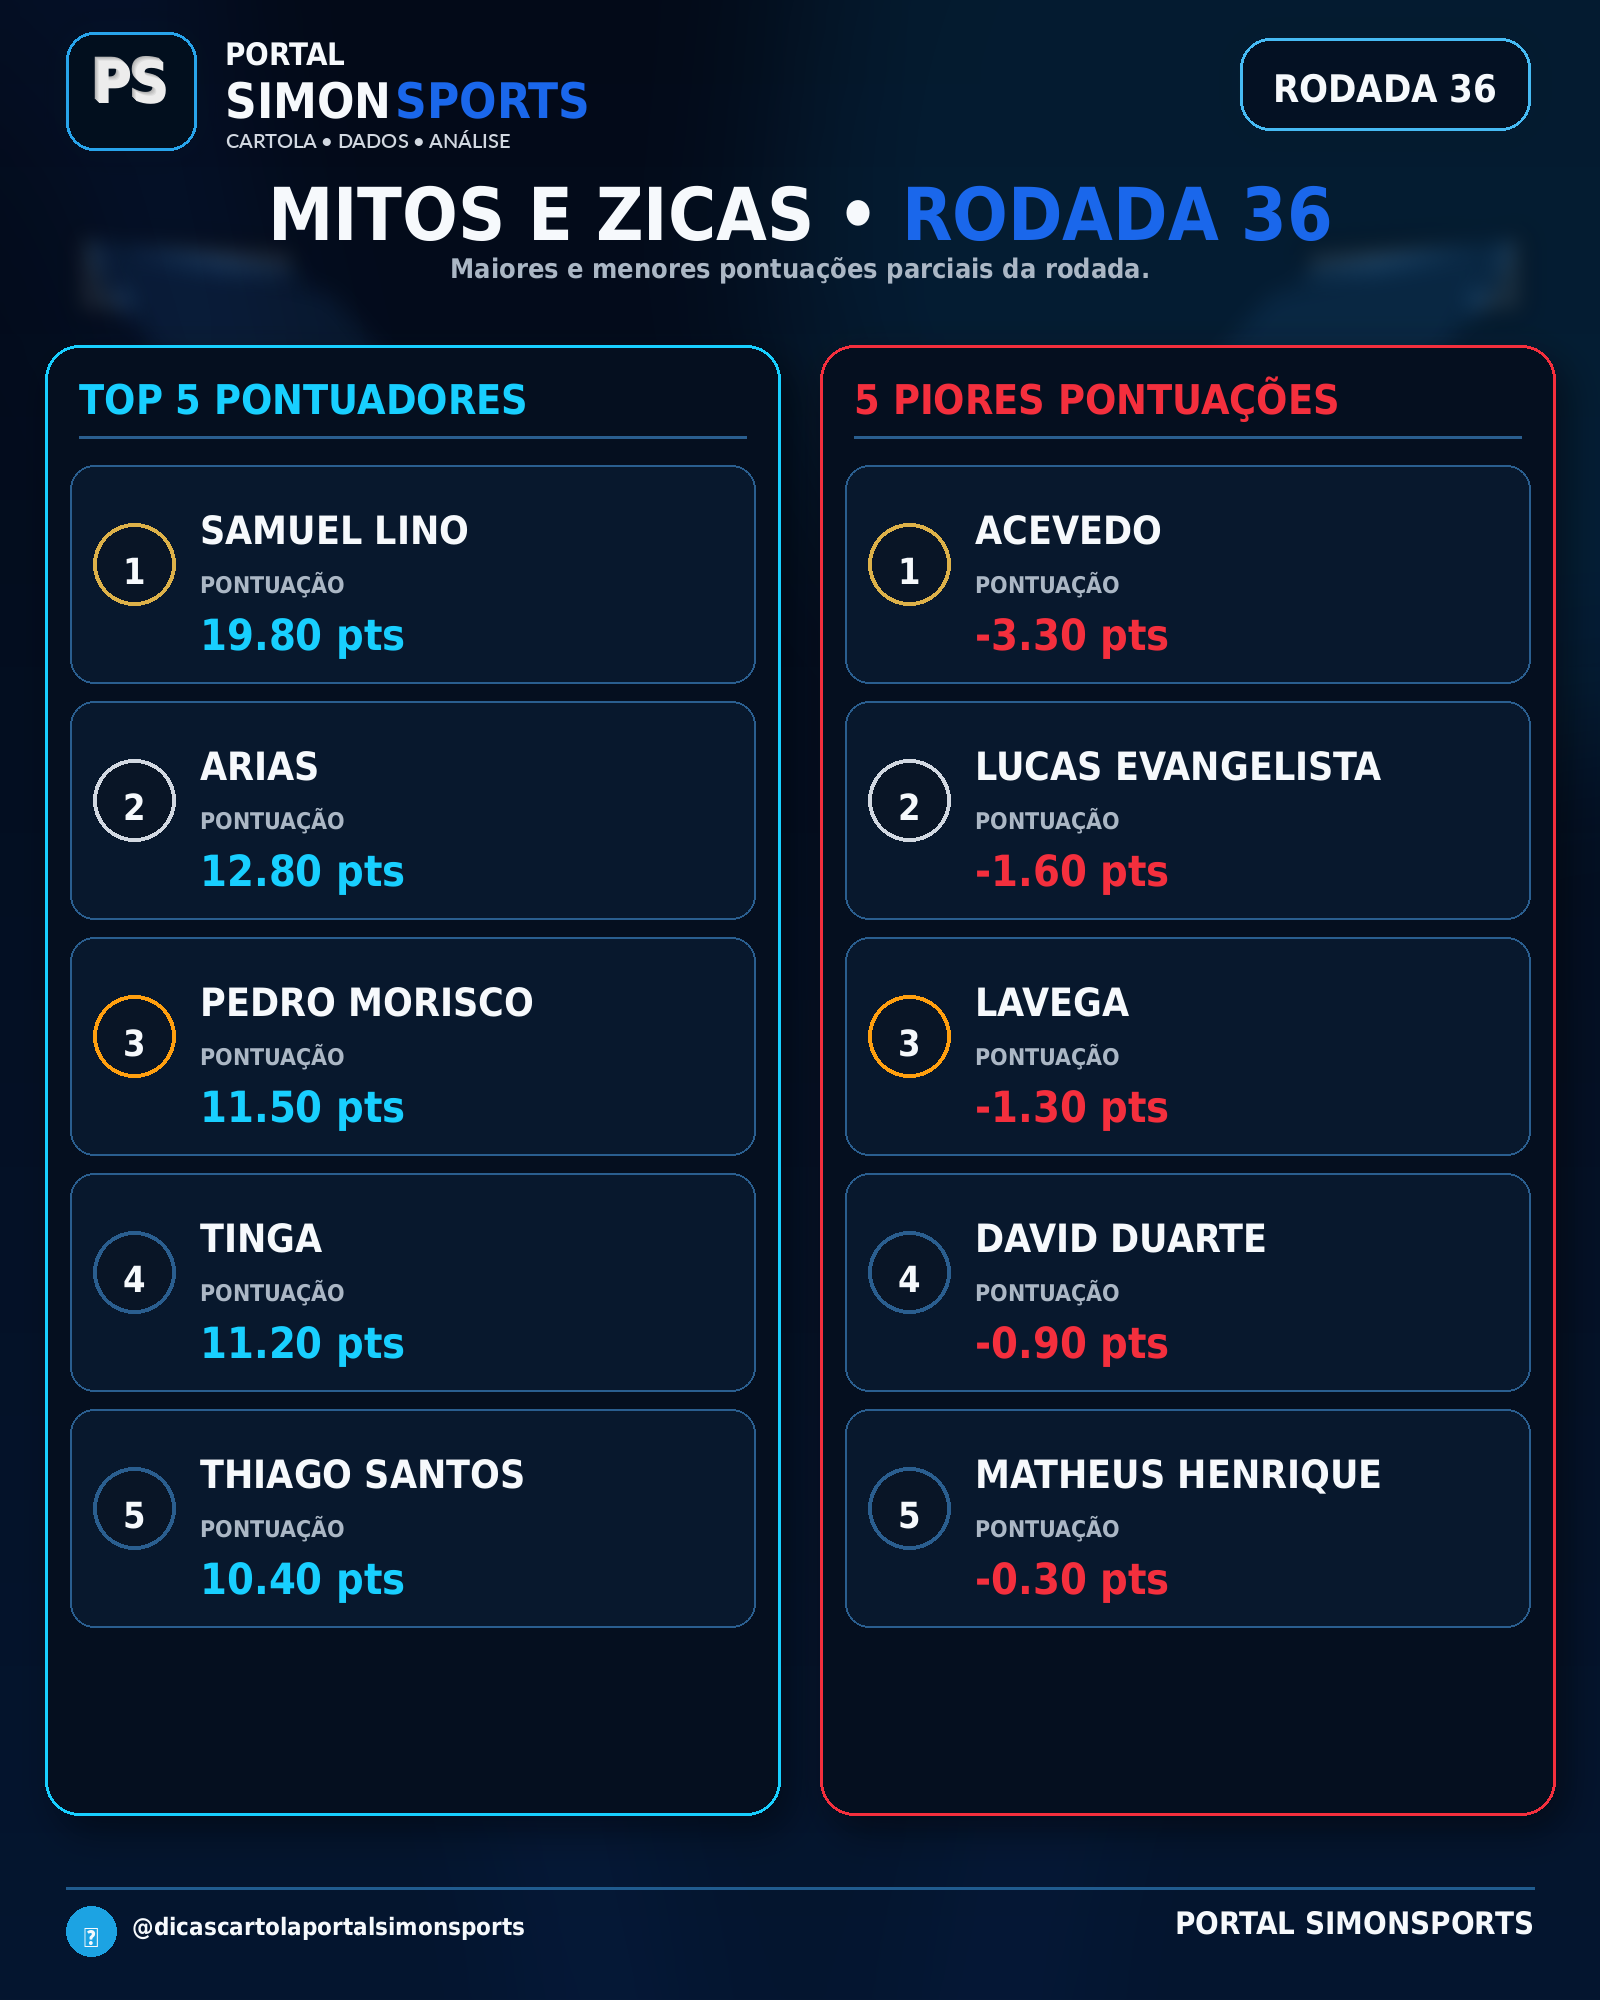 PS
PORTAL
SIMONSPORTS
CARTOLA • DADOS • ANÁLISE
RODADA 36
MITOS E ZICAS • RODADA 36
Maiores e menores pontuações parciais da rodada.
TOP 5 PONTUADORES
1
SAMUEL LINO
PONTUAÇÃO
19.80 pts
2
ARIAS
PONTUAÇÃO
12.80 pts
3
PEDRO MORISCO
PONTUAÇÃO
11.50 pts
4
TINGA
PONTUAÇÃO
11.20 pts
5
THIAGO SANTOS
PONTUAÇÃO
10.40 pts
5 PIORES PONTUAÇÕES
1
ACEVEDO
PONTUAÇÃO
-3.30 pts
2
LUCAS EVANGELISTA
PONTUAÇÃO
-1.60 pts
3
LAVEGA
PONTUAÇÃO
-1.30 pts
4
DAVID DUARTE
PONTUAÇÃO
-0.90 pts
5
MATHEUS HENRIQUE
PONTUAÇÃO
-0.30 pts
@dicascartolaportalsimonsports
PORTAL SIMONSPORTS